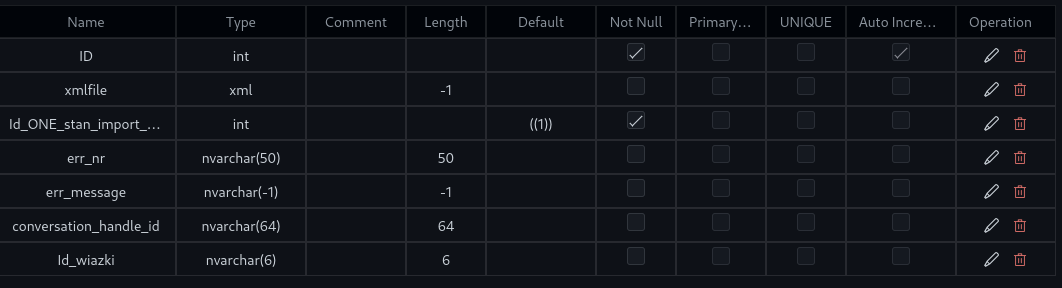 Name Type Comment Length Default Not Null Primary... UNIQUE Auto Incre... Operation
ID int
xmlfile xml -1
Id_ONE_stan_import_... int ((1))
err_nr nvarchar(50) 50
err_message nvarchar(-1) -1
conversation_handle_id nvarchar(64) 64
Id_wiazki nvarchar(6) 6